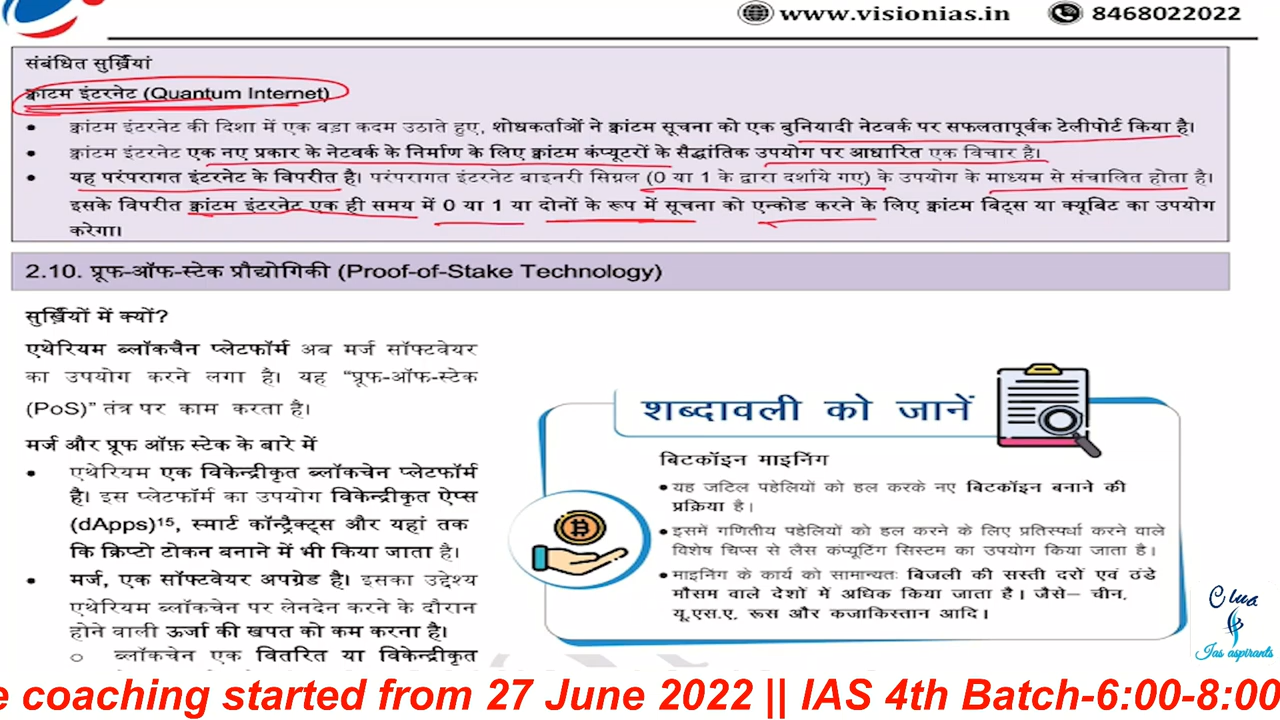 www.visionias.in 8468022022
संबंधित सुर्ख़ियां
क्वांटम इंटरनेट (Quantum Internet)
• क्वांटम इंटरनेट की दिशा में एक बड़ा कदम उठाते हुए, शोधकर्ताओं ने क्वांटम सूचना को एक बुनियादी नेटवर्क पर सफलतापूर्वक टेलीपोर्ट किया है।
• क्वांटम इंटरनेट एक नए प्रकार के नेटवर्क के निर्माण के लिए क्वांटम कंप्यूटरों के सैद्धांतिक उपयोग पर आधारित एक विचार है।
• यह परंपरागत इंटरनेट के विपरीत है। परंपरागत इंटरनेट बाइनरी सिग्नल (0 या 1 के द्वारा दर्शाये गए) के उपयोग के माध्यम से संचालित होता है।
इसके विपरीत क्वांटम इंटरनेट एक ही समय में 0 या 1 या दोनों के रूप में सूचना को एन्कोड करने के लिए क्वांटम बिट्स या क्यूबिट का उपयोग
करेगा।
2.10. प्रूफ-ऑफ-स्टेक प्रौद्योगिकी (Proof-of-Stake Technology)
सुर्ख़ियों में क्यों?
एथेरियम ब्लॉकचैन प्लेटफॉर्म अब मर्ज सॉफ्टवेयर
का उपयोग करने लगा है। यह “प्रूफ-ऑफ-स्टेक
(PoS)” तंत्र पर काम करता है।
मर्ज और प्रूफ ऑफ़ स्टेक के बारे में
• एथेरियम एक विकेन्द्रीकृत ब्लॉकचेन प्लेटफॉर्म
है। इस प्लेटफॉर्म का उपयोग विकेन्द्रीकृत ऐप्स
(dApps)15, स्मार्ट कॉन्ट्रैक्ट्स और यहां तक
कि क्रिप्टो टोकन बनाने में भी किया जाता है।
• मर्ज, एक सॉफ्टवेयर अपग्रेड है। इसका उद्देश्य
एथेरियम ब्लॉकचेन पर लेनदेन करने के दौरान
होने वाली ऊर्जा की खपत को कम करना है।
○ ब्लॉकचेन एक वितरित या विकेन्द्रीकृत
शब्दावली को जानें
बिटकॉइन माइनिंग
• यह जटिल पहेलियों को हल करके नए बिटकॉइन बनाने की
प्रक्रिया है।
• इसमें गणितीय पहेलियों को हल करने के लिए प्रतिस्पर्धा करने वाले
विशेष चिप्स से लैस कंप्यूटिंग सिस्टम का उपयोग किया जाता है।
• माइनिंग के कार्य को सामान्यतः बिजली की सस्ती दरों एवं ठंडे
मौसम वाले देशों में अधिक किया जाता है। जैसे– चीन,
यू.एस.ए., रूस और कजाकिस्तान आदि।
Ias aspirants
e coaching started from 27 June 2022 || IAS 4th Batch-6:00-8:00